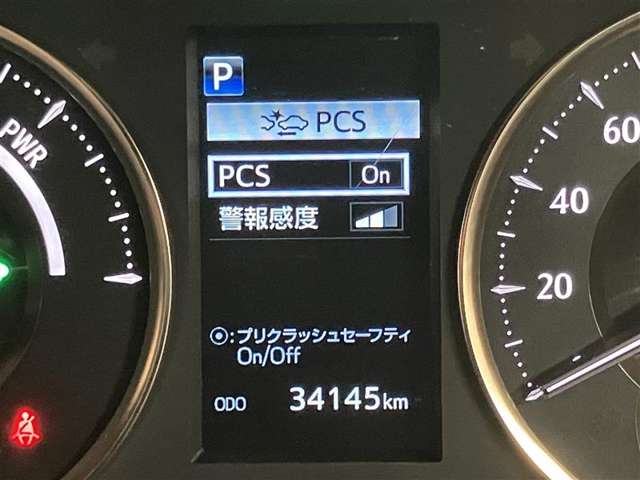 P
PCS
PCS On
警報感度
PWR
60
40
20
⦿:プリクラッシュセーフティ
On/Off
ODO 34145km